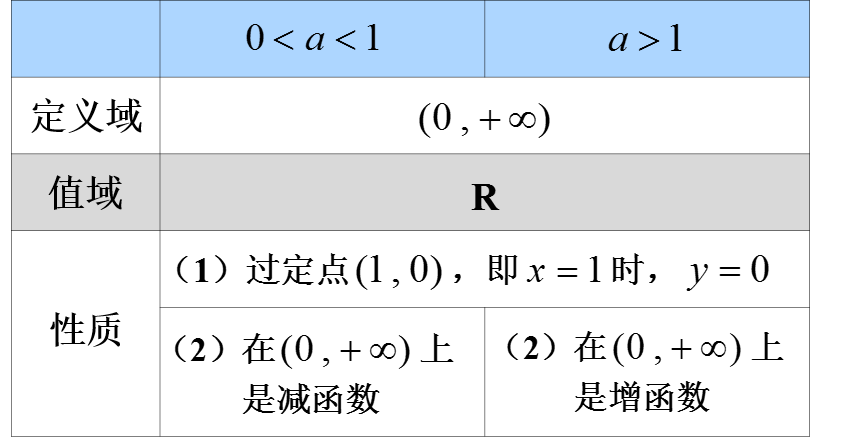 0 < a < 1
a > 1
定义域
(0 , + ∞)
值域
R
性质
（1）过定点(1 , 0)，即 x = 1 时， y = 0
（2）在(0 , + ∞) 上
是减函数
（2）在(0 , + ∞) 上
是增函数